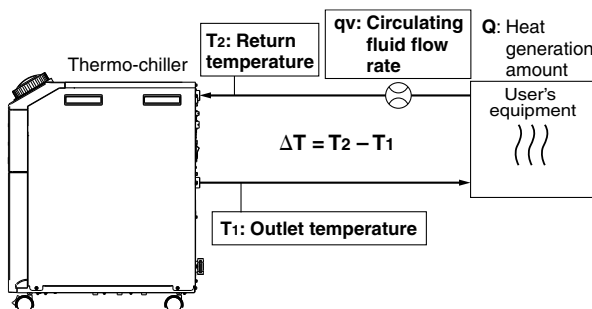 T2: Return
temperature
qv: Circulating
fluid flow
rate
Q: Heat
generation
amount
Thermo-chiller
User's
equipment
ΔT = T2 – T1
T1: Outlet temperature